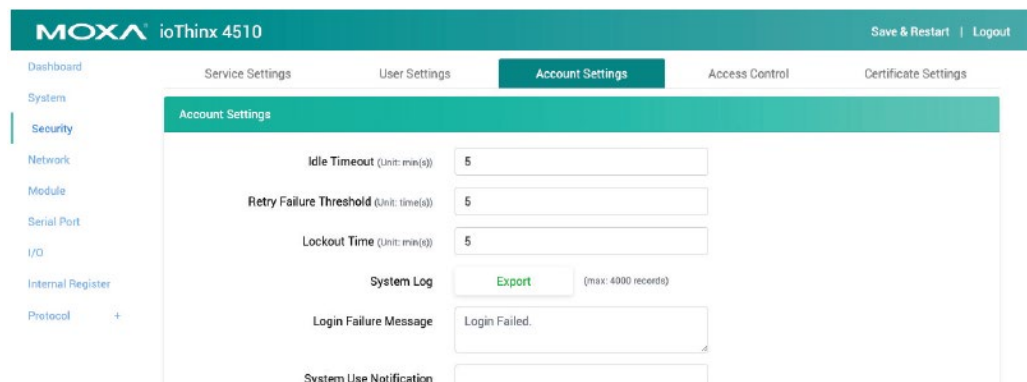 MOXA ioThinx 4510 Save & Restart | Logout
Dashboard
System
Security
Network
Module
Serial Port
I/O
Internal Register
Protocol +
Service Settings User Settings Account Settings Access Control Certificate Settings
Account Settings
Idle Timeout (Unit: min(s)) 5
Retry Failure Threshold (Unit: time(s)) 5
Lockout Time (Unit: min(s)) 5
System Log Export (max: 4000 records)
Login Failure Message Login Failed.
System Use Notification